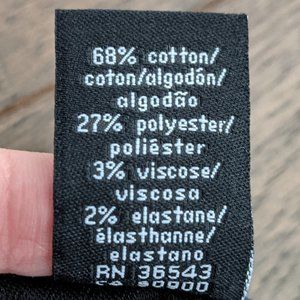 68% cotton/
coton/algodón/
algodão
27% polyester/
poliéster
3% viscose/
viscosa
2% elastane/
élasthanne/
elastano
RN 36543